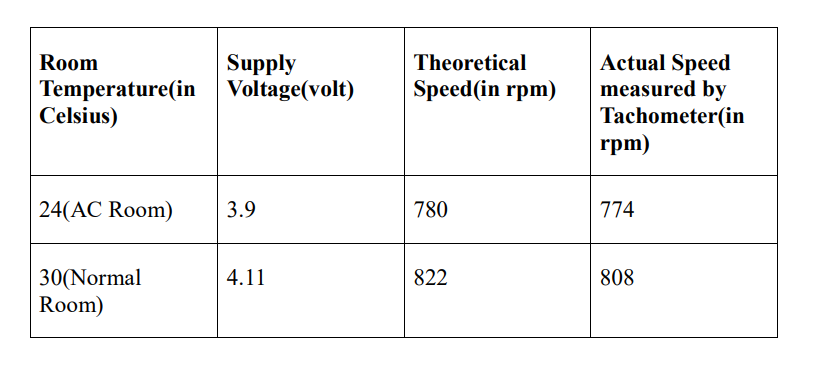 Room
Temperature(in
Celsius)
Supply
Voltage(volt)
Theoretical
Speed(in rpm)
Actual Speed
measured by
Tachometer(in
rpm)
24(AC Room)
3.9
780
774
30(Normal
Room)
4.11
822
808